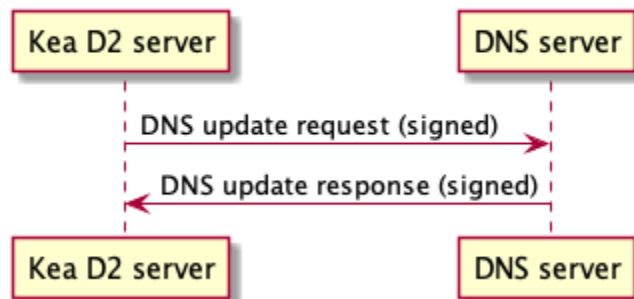 Kea D2 server
DNS server
DNS update request (signed)
DNS update response (signed)
Kea D2 server
DNS server